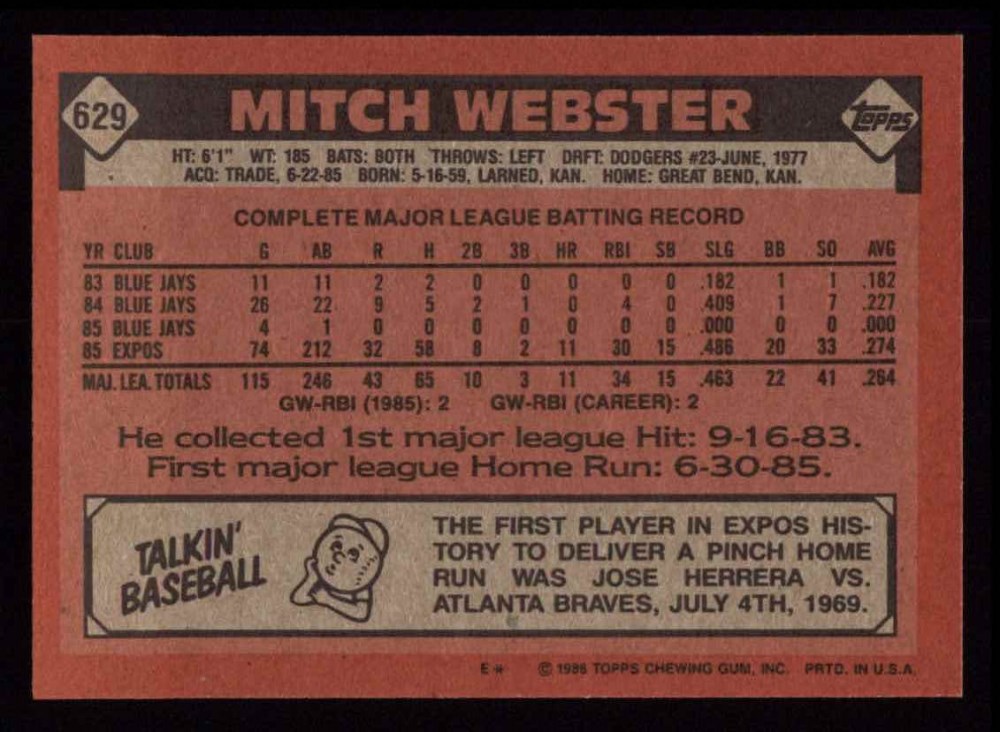 629
MITCH WEBSTER
Topps
HT: 6'1" WT: 185 BATS: BOTH THROWS: LEFT DRFT: DODGERS #23-JUNE, 1977
ACQ: TRADE, 6-22-85 BORN: 5-16-59, LARNED, KAN. HOME: GREAT BEND, KAN.
COMPLETE MAJOR LEAGUE BATTING RECORD
YR CLUB G AB R H 2B 3B HR RBI SB SLG BB SO AVG
83 BLUE JAYS 11 11 2 2 0 0 0 0 0 .182 1 1 .182
84 BLUE JAYS 26 22 9 5 2 1 0 4 0 .409 1 7 .227
85 BLUE JAYS 4 1 0 0 0 0 0 0 0 .000 0 0 .000
85 EXPOS 74 212 32 58 8 2 11 30 15 .486 20 33 .274
MAJ. LEA. TOTALS 115 246 43 65 10 3 11 34 15 .463 22 41 .264
GW-RBI (1985): 2 GW-RBI (CAREER): 2
He collected 1st major league Hit: 9-16-83.
First major league Home Run: 6-30-85.
TALKIN'
BASEBALL
THE FIRST PLAYER IN EXPOS HIS-
TORY TO DELIVER A PINCH HOME
RUN WAS JOSE HERRERA VS.
ATLANTA BRAVES, JULY 4TH, 1969.
E* © 1986 TOPPS CHEWING GUM, INC. PRTD. IN U.S.A.